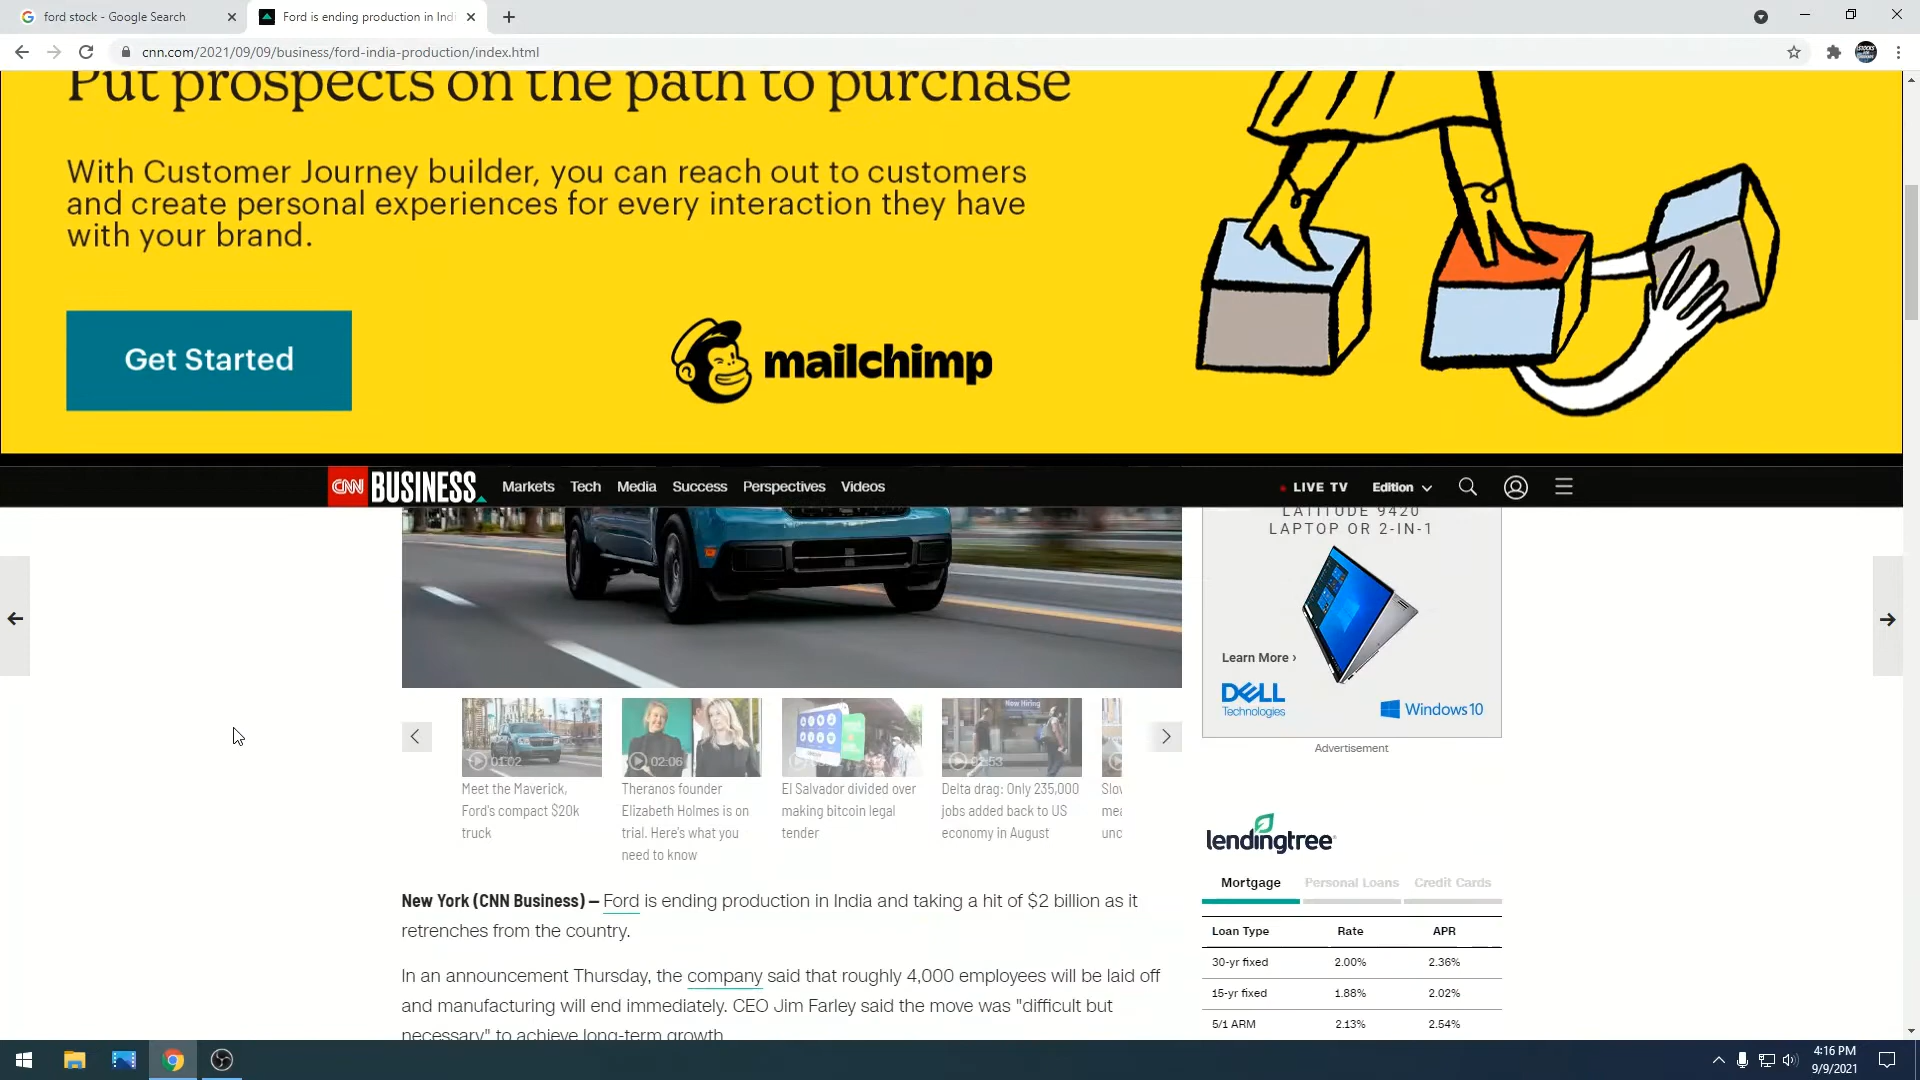 ford stock - Google Search
Ford is ending production in Indi
cnn.com/2021/09/09/business/ford-india-production/index.html
Put prospects on the path to purchase
With Customer Journey builder, you can reach out to customers
and create personal experiences for every interaction they have
with your brand.
Get Started
mailchimp
CNN BUSINESS
Markets Tech Media Success Perspectives Videos
LIVE TV Edition
LATITUDE 9420
LAPTOP OR 2-IN-1
Learn More ›
DELL
Technologies
Windows 10
Advertisement
01:02
Meet the Maverick,
Ford's compact $20k
truck
02:06
Theranos founder
Elizabeth Holmes is on
trial. Here's what you
need to know
El Salvador divided over
making bitcoin legal
tender
Now Hiring
Delta drag: Only 235,000
jobs added back to US
economy in August
Slov
mea
unc
New York (CNN Business) — Ford is ending production in India and taking a hit of $2 billion as it
retrenches from the country.
In an announcement Thursday, the company said that roughly 4,000 employees will be laid off
and manufacturing will end immediately. CEO Jim Farley said the move was "difficult but
necessary" to achieve long-term growth
lendingtree
Mortgage Personal Loans Credit Cards
Loan Type Rate APR
30-yr fixed 2.00% 2.36%
15-yr fixed 1.88% 2.02%
5/1 ARM 2.13% 2.54%
4:16 PM
9/9/2021